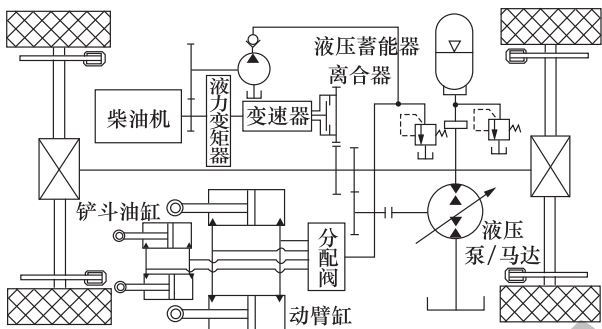 液压蓄能器
离合器
柴油机
液力变矩器
变速器
铲斗油缸
液压
泵/马达
分配阀
动臂缸